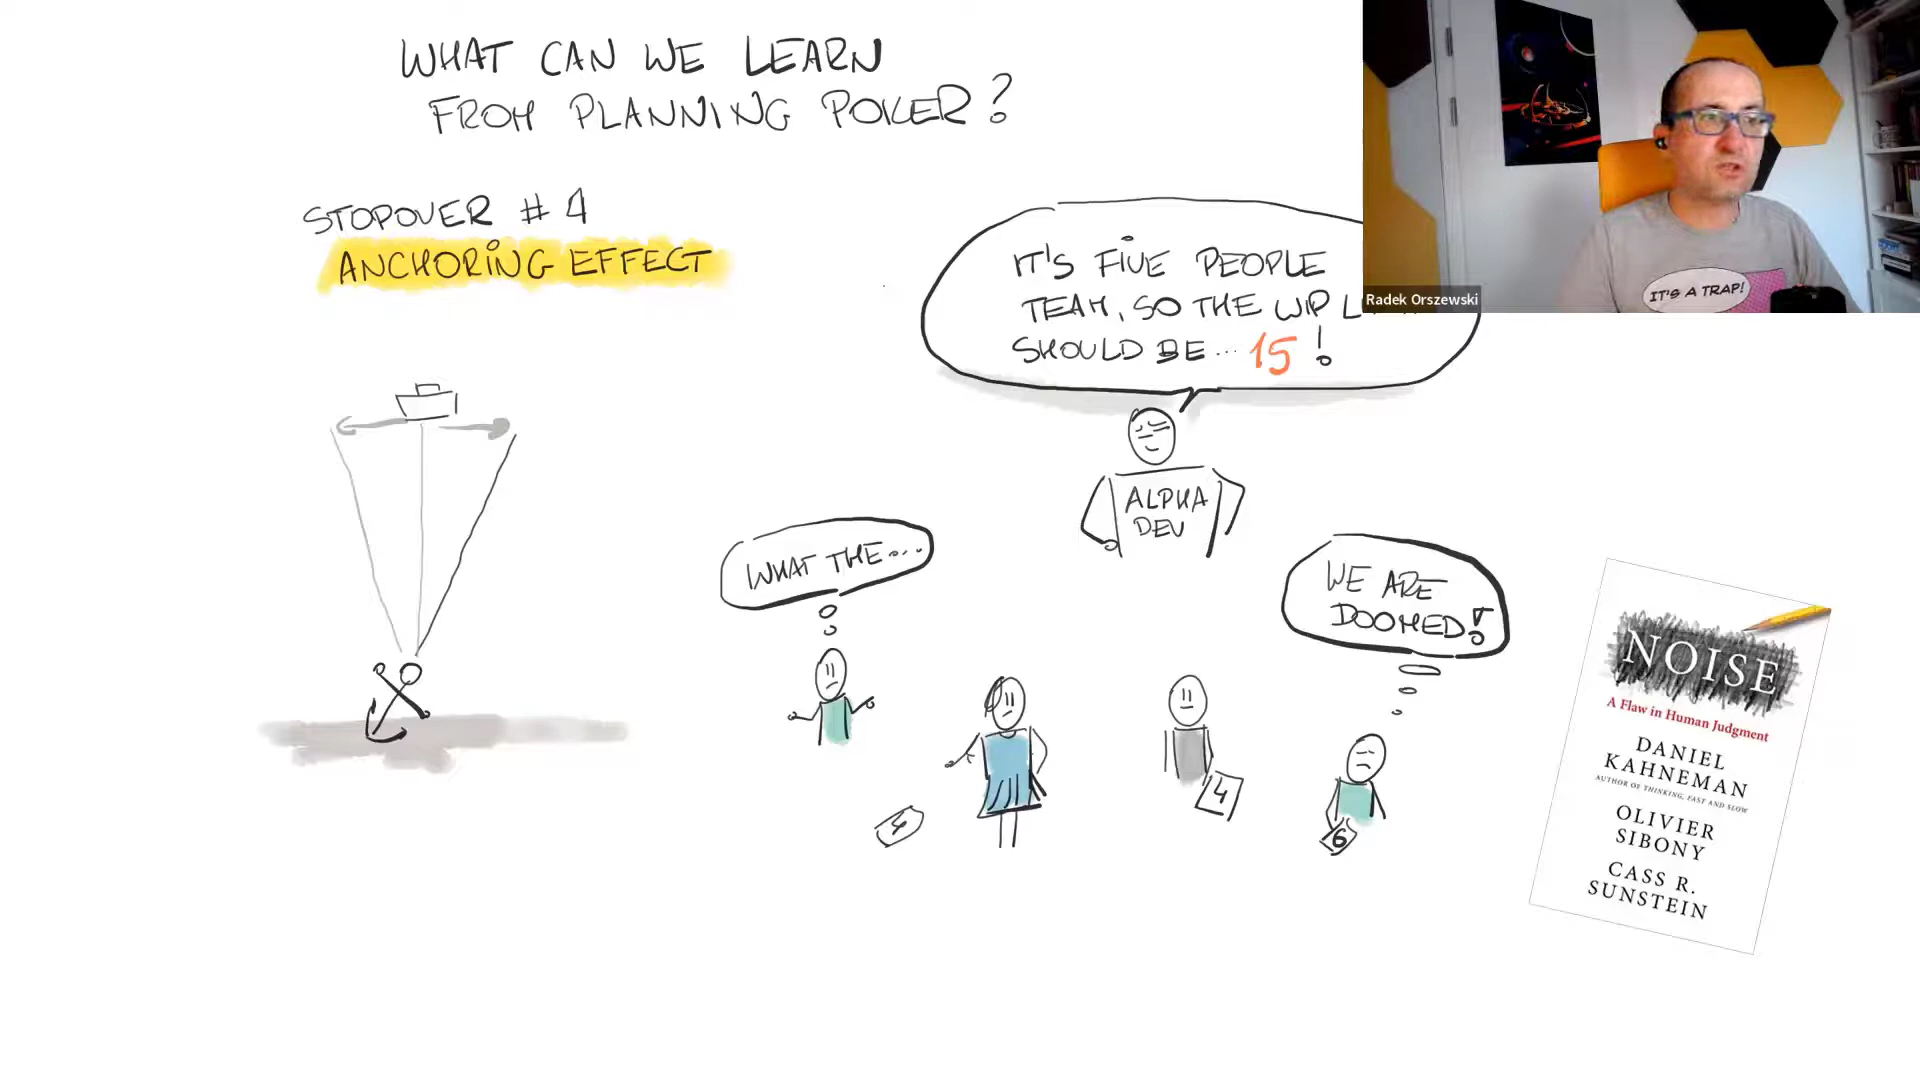 WHAT CAN WE LEARN
FROM PLANNING POKER?
STOPOVER # 4
ANCHORING EFFECT
IT'S FIVE PEOPLE
TEAM, SO THE WIP L
SHOULD BE ... 15 !
ALPHA
DEV
WHAT THE...
WE ARE
DOOMED!
4
6
IT'S A TRAP!
Radek Orszewski
NOISE
A Flaw in Human Judgment
DANIEL
KAHNEMAN
AUTHOR OF THINKING, FAST AND SLOW
OLIVIER
SIBONY
CASS R.
SUNSTEIN